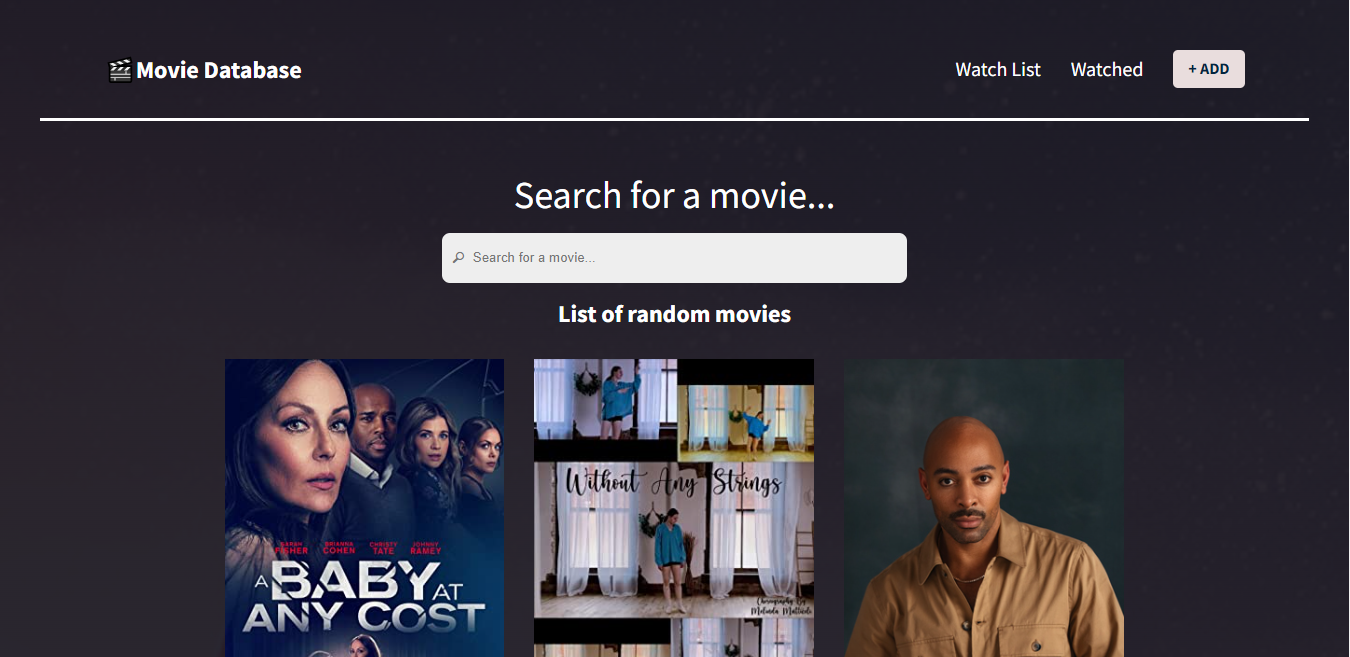 Movie Database
Watch List
Watched
+ ADD
Search for a movie...
Search for a movie...
List of random movies
SARAH FISHER
BRIANNA COHEN
CHRISTY TATE
JOHNNY RAMEY
A BABY AT
ANY COST
Without Any Strings
Choreography By
Melinda